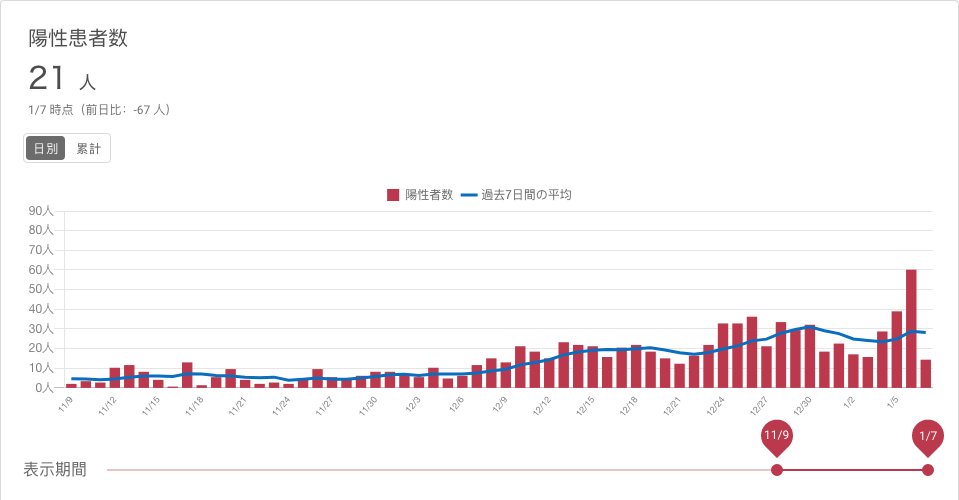 陽性患者数
21 人
1/7 時点（前日比：-67 人）
日別 累計
陽性者数 過去7日間の平均
90人
80人
70人
60人
50人
40人
30人
20人
10人
0人
11/9 11/12 11/15 11/18 11/21 11/24 11/27 11/30 12/3 12/6 12/9 12/12 12/15 12/18 12/21 12/24 12/27 12/30 1/2 1/5
11/9 1/7
表示期間